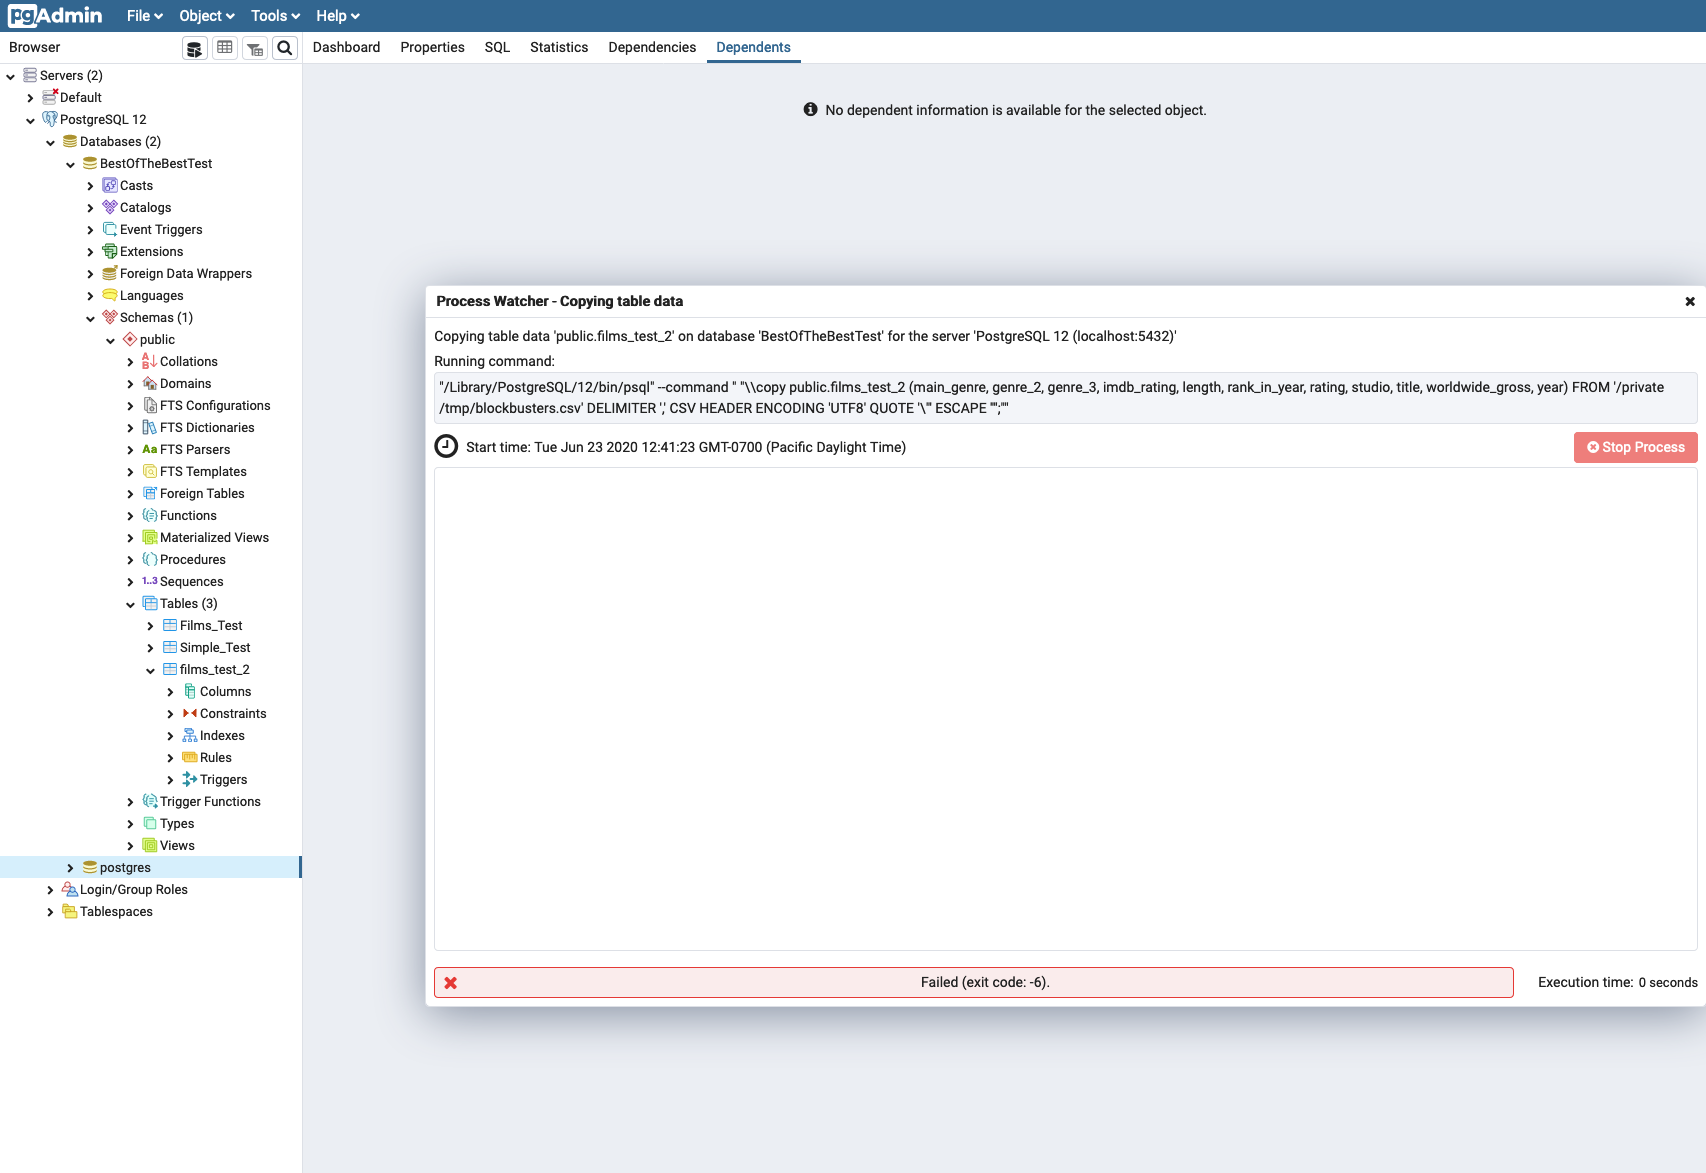 pgAdmin File Object Tools Help
Browser
Dashboard Properties SQL Statistics Dependencies Dependents
Servers (2)
Default
PostgreSQL 12
Databases (2)
BestOfTheBestTest
Casts
Catalogs
Event Triggers
Extensions
Foreign Data Wrappers
Languages
Schemas (1)
public
Collations
Domains
FTS Configurations
FTS Dictionaries
Aa FTS Parsers
FTS Templates
Foreign Tables
Functions
Materialized Views
Procedures
1..3 Sequences
Tables (3)
Films_Test
Simple_Test
films_test_2
Columns
Constraints
Indexes
Rules
Triggers
Trigger Functions
Types
Views
postgres
Login/Group Roles
Tablespaces
No dependent information is available for the selected object.
Process Watcher - Copying table data
Copying table data 'public.films_test_2' on database 'BestOfTheBestTest' for the server 'PostgreSQL 12 (localhost:5432)'
Running command:
"/Library/PostgreSQL/12/bin/psql" --command " "\\copy public.films_test_2 (main_genre, genre_2, genre_3, imdb_rating, length, rank_in_year, rating, studio, title, worldwide_gross, year) FROM '/private
/tmp/blockbusters.csv' DELIMITER ',' CSV HEADER ENCODING 'UTF8' QUOTE '\"' ESCAPE '''';""
Start time: Tue Jun 23 2020 12:41:23 GMT-0700 (Pacific Daylight Time)
Stop Process
Failed (exit code: -6).
Execution time: 0 seconds